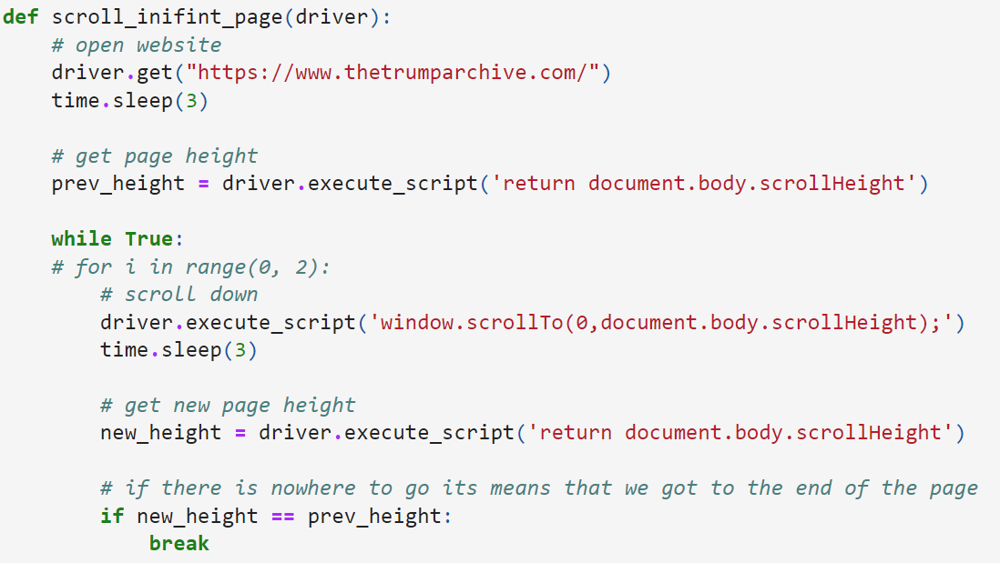 def scroll_inifint_page(driver):
    # open website
    driver.get("https://www.thetrumparchive.com/")
    time.sleep(3)

    # get page height
    prev_height = driver.execute_script('return document.body.scrollHeight')

    while True:
    # for i in range(0, 2):
        # scroll down
        driver.execute_script('window.scrollTo(0,document.body.scrollHeight);')
        time.sleep(3)

        # get new page height
        new_height = driver.execute_script('return document.body.scrollHeight')

        # if there is nowhere to go its means that we got to the end of the page
        if new_height == prev_height:
            break